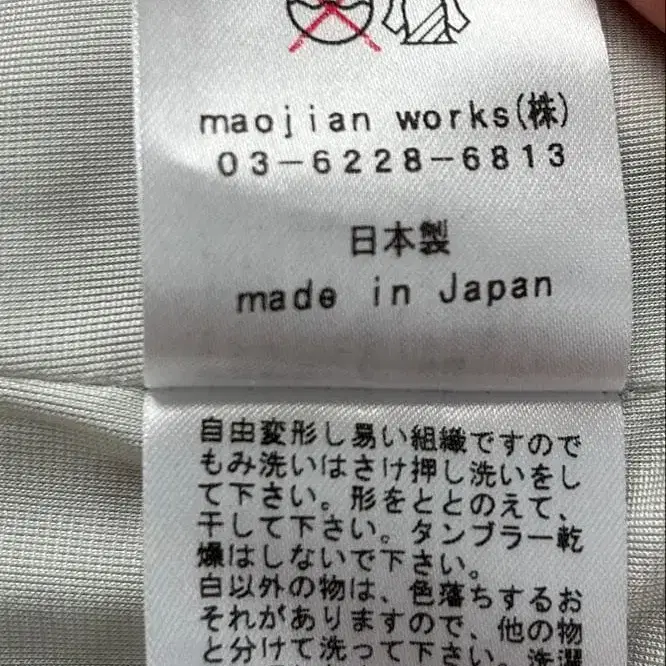 maojian works(株)
03-6228-6813
日本製
made in Japan
自由変形し易い組織ですので
もみ洗いはさけ押し洗いをし
て下さい。形をととのえて、
干して下さい。タンブラー乾
燥はしないで下さい。
白以外の物は、色落ちするお
それがありますので、他の物
と分けて洗って下さい。洗濯